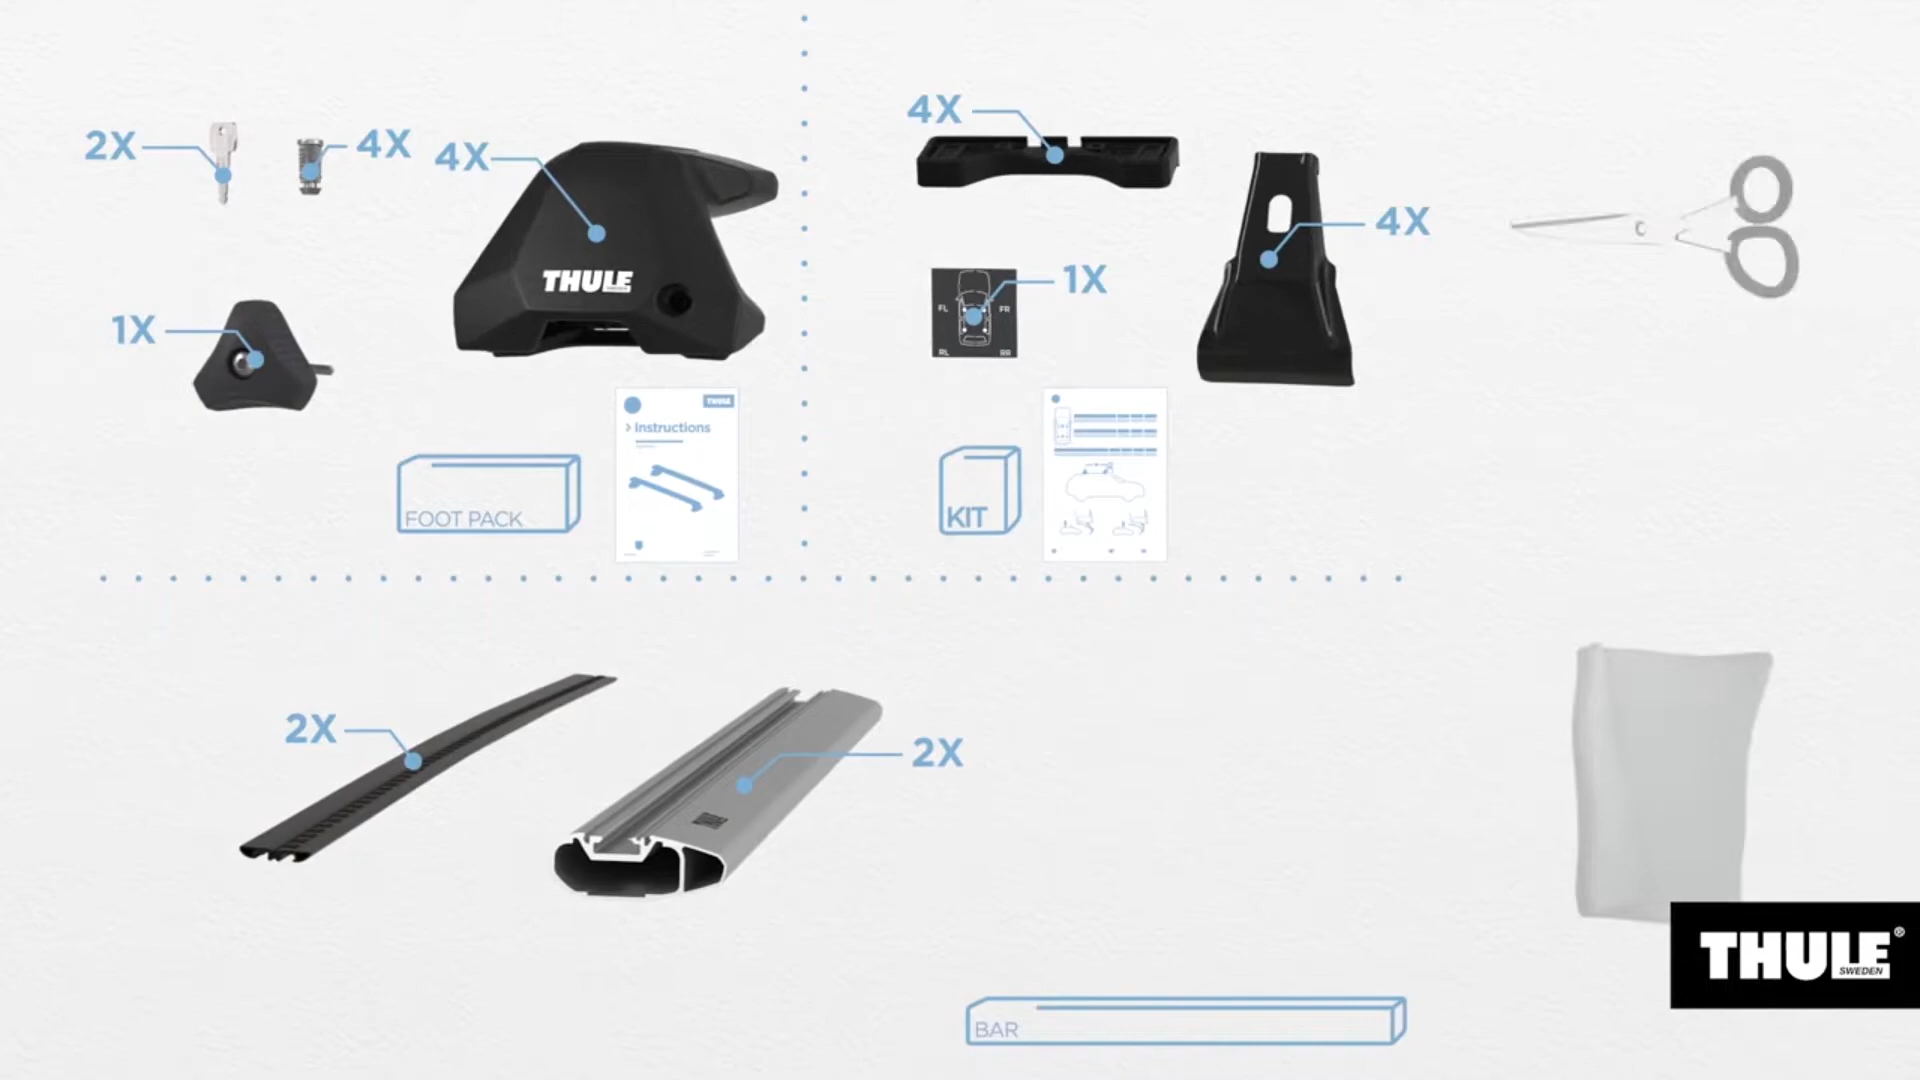 2X
4X
4X
THULE
1X
THULE
> Instructions
FOOT PACK
4X
4X
1X
FL
FR
RL
RR
KIT
2X
2X
BAR
THULE®
SWEDEN